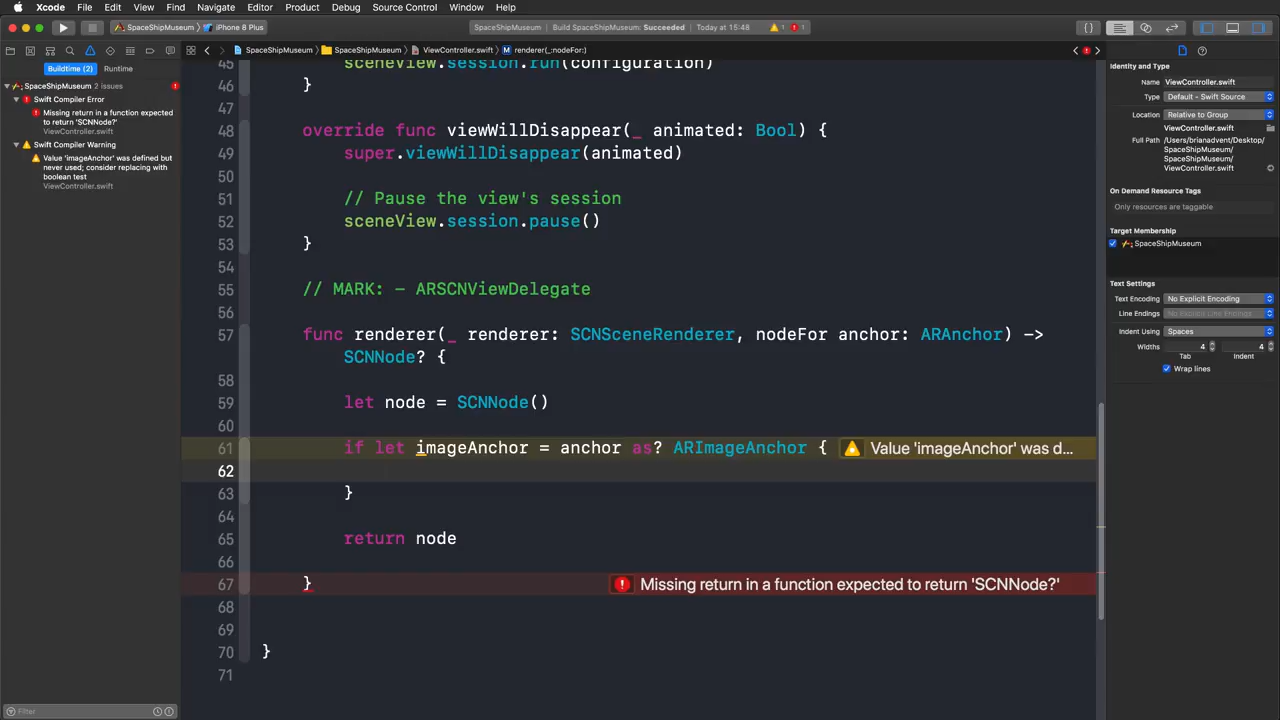 Xcode File Edit View Find Navigate Editor Product Debug Source Control Window Help
SpaceShipMuseum iPhone 8 Plus
SpaceShipMuseum Build SpaceShipMuseum: Succeeded Today at 15:48 1 1
SpaceShipMuseum SpaceShipMuseum ViewController.swift renderer(_:nodeFor:)
Buildtime (2) Runtime
SpaceShipMuseum 2 issues
Swift Compiler Error
Missing return in a function expected
to return 'SCNNode?'
ViewController.swift
Swift Compiler Warning
Value 'imageAnchor' was defined but
never used; consider replacing with
boolean test
ViewController.swift
Filter
45 sceneView.session.run(configuration)
46 }
47
48 override func viewWillDisappear(_ animated: Bool) {
49 super.viewWillDisappear(animated)
50
51 // Pause the view's session
52 sceneView.session.pause()
53 }
54
55 // MARK: - ARSCNViewDelegate
56
57 func renderer(_ renderer: SCNSceneRenderer, nodeFor anchor: ARAnchor) ->
SCNNode? {
58
59 let node = SCNNode()
60
61 if let imageAnchor = anchor as? ARImageAnchor { Value 'imageAnchor' was d...
62
63 }
64
65 return node
66
67 } Missing return in a function expected to return 'SCNNode?'
68
69
70 }
71
Identity and Type
Name ViewController.swift
Type Default - Swift Source
Location Relative to Group
ViewController.swift
Full Path /Users/brianadvent/Desktop/
SpaceShipMuseum/
SpaceShipMuseum/
ViewController.swift
On Demand Resource Tags
Only resources are taggable
Target Membership
SpaceShipMuseum
Text Settings
Text Encoding No Explicit Encoding
Line Endings No Explicit Line Endings
Indent Using Spaces
Widths 4 4
Tab Indent
Wrap lines